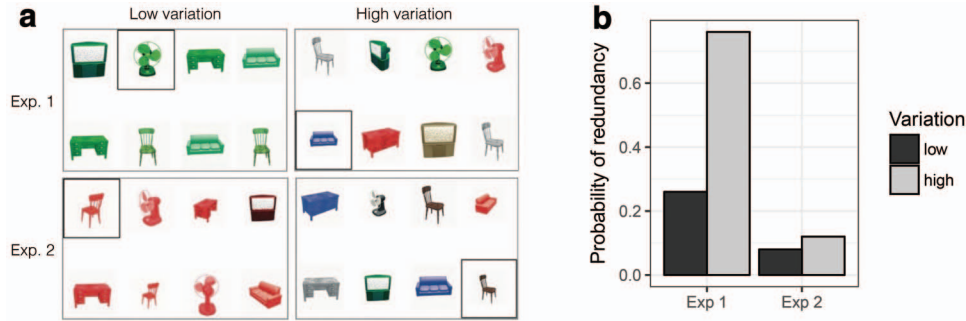 a
Low variation
High variation
Exp. 1
Exp. 2
b
Probability of redundancy
0.6
0.4
0.2
0.0
Exp 1
Exp 2
Variation
low
high